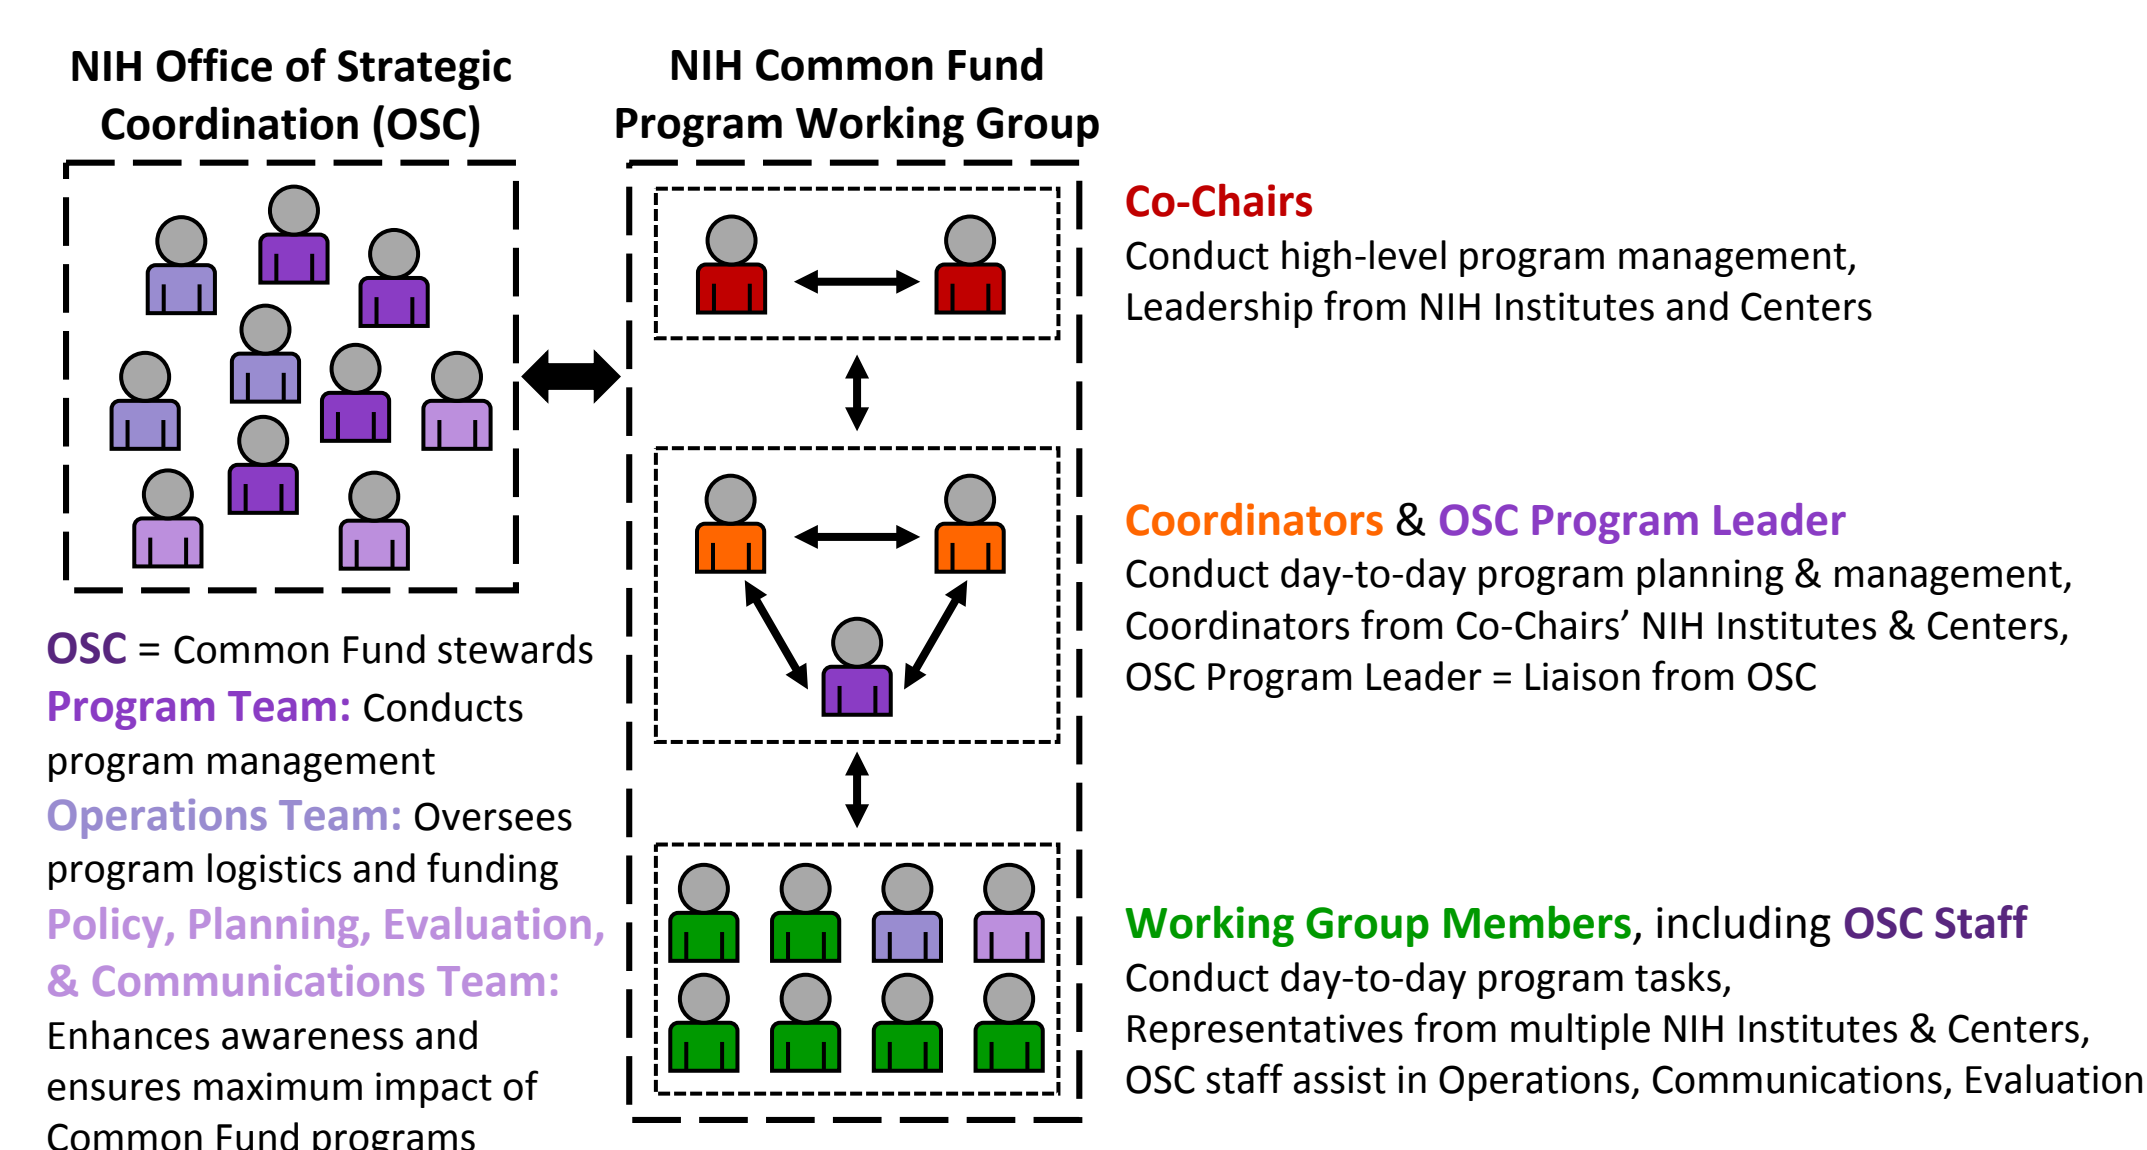 NIH Office of Strategic
Coordination (OSC)
OSC = Common Fund stewards
Program Team: Conducts
program management
Operations Team: Oversees
program logistics and funding
Policy, Planning, Evaluation,
& Communications Team:
Enhances awareness and
ensures maximum impact of
Common Fund programs
NIH Common Fund
Program Working Group
Co-Chairs
Conduct high-level program management,
Leadership from NIH Institutes and Centers
Coordinators & OSC Program Leader
Conduct day-to-day program planning & management,
Coordinators from Co-Chairs’ NIH Institutes & Centers,
OSC Program Leader = Liaison from OSC
Working Group Members, including OSC Staff
Conduct day-to-day program tasks,
Representatives from multiple NIH Institutes & Centers,
OSC staff assist in Operations, Communications, Evaluation